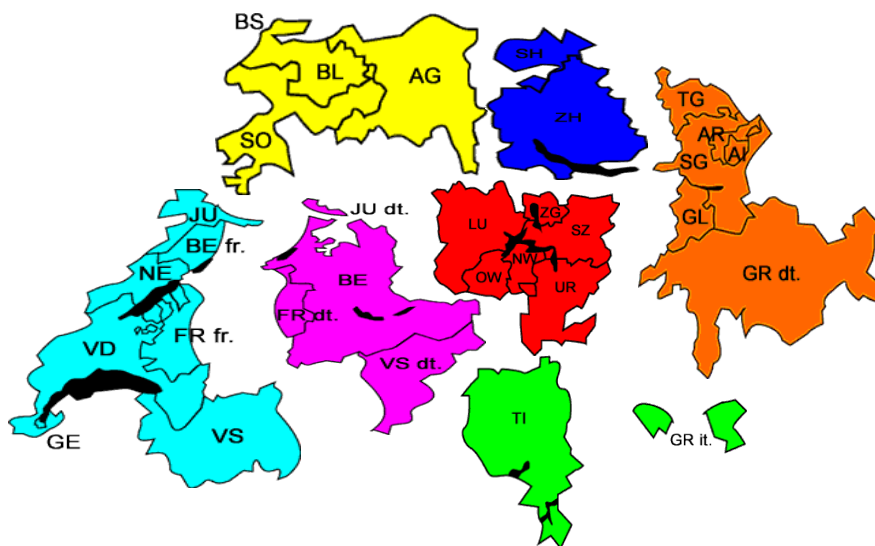 BS
BL
AG
SO
SH
ZH
TG
AR
AI
SG
GL
GR dt.
JU
BE fr.
NE
FR fr.
VD
GE
VS
JU dt.
BE
FR dt.
VS dt.
LU
ZG
SZ
NW
OW
UR
TI
GR it.